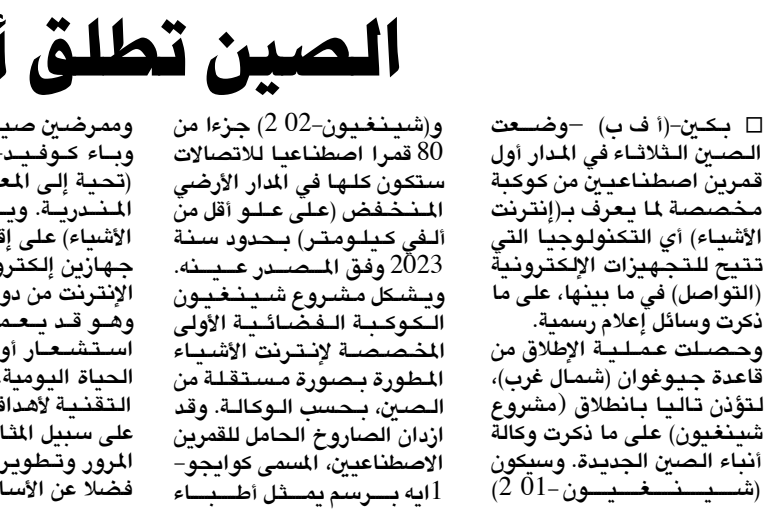 الصين تطلق أ
□ بكين-(أ ف ب) -وضعت
الصين الثلاثاء في المدار أول
قمرين اصطناعيين من كوكبة
مخصصة لما يعرف بـ(إنترنت
الأشياء) أي التكنولوجيا التي
تتيح للتجهيزات الإلكترونية
(التواصل) في ما بينها، على ما
ذكرت وسائل إعلام رسمية.
وحصلت عملية الإطلاق من
قاعدة جيوغوان (شمال غرب)،
لتؤذن تاليا بانطلاق (مشروع
شينغيون) على ما ذكرت وكالة
أنباء الصين الجديدة. وسيكون
(شينغيون-01 2)
و(شينغيون-02 2) جزءا من
80 قمرا اصطناعيا للاتصالات
ستكون كلها في المدار الأرضي
المنخفض (على علو أقل من
ألفي كيلومتر) بحدود سنة
2023 وفق المصدر عينه.
ويشكل مشروع شينغيون
الكوكبة الفضائية الأولى
المخصصة لإنترنت الأشياء
المطورة بصورة مستقلة من
الصين، بحسب الوكالة. وقد
ازدان الصاروخ الحامل للقمرين
الاصطناعيين، المسمى كوايجو-
1ايه برسم يمثل أطباء
وممرضين صي
وباء كوفيد-
(تحية إلى المع
المندرية. وي
الأشياء) على إق
جهازين إلكترو
الإنترنت من دو
وهو قد يعم
استشعار أو
الحياة اليومية
التقنية لأهداف
على سبيل المثا
المرور وتطوير
فضلا عن الأسا